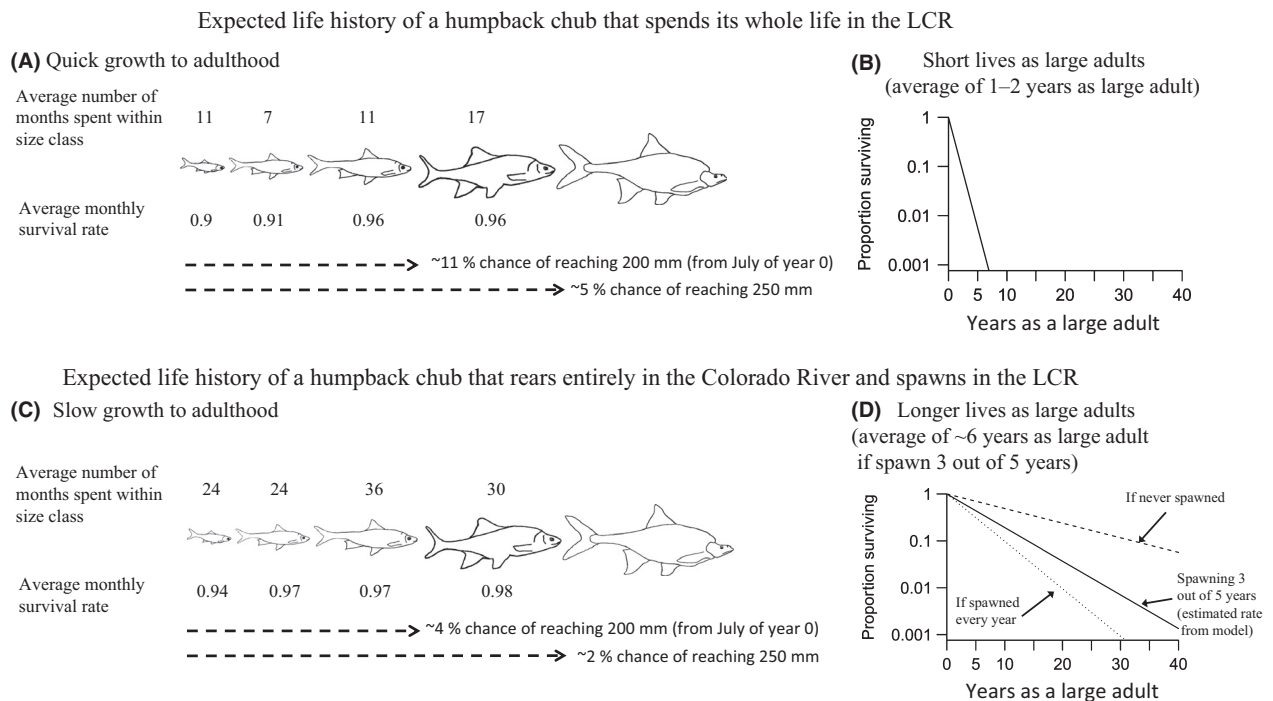 Expected life history of a humpback chub that spends its whole life in the LCR
(A) Quick growth to adulthood
Average number of
months spent within
size class
11 7 11 17
Average monthly
survival rate
0.9 0.91 0.96 0.96
~11 % chance of reaching 200 mm (from July of year 0)
~5 % chance of reaching 250 mm
(B) Short lives as large adults
(average of 1–2 years as large adult)
Proportion surviving
1
0.1
0.01
0.001
0 5 10 20 30 40
Years as a large adult
Expected life history of a humpback chub that rears entirely in the Colorado River and spawns in the LCR
(C) Slow growth to adulthood
Average number of
months spent within
size class
24 24 36 30
Average monthly
survival rate
0.94 0.97 0.97 0.98
~4 % chance of reaching 200 mm (from July of year 0)
~2 % chance of reaching 250 mm
(D) Longer lives as large adults
(average of ~6 years as large adult
if spawn 3 out of 5 years)
Proportion surviving
1
0.1
0.01
0.001
If never spawned
If spawned
every year
Spawning 3
out of 5 years
(estimated rate
from model)
0 5 10 20 30 40
Years as a large adult